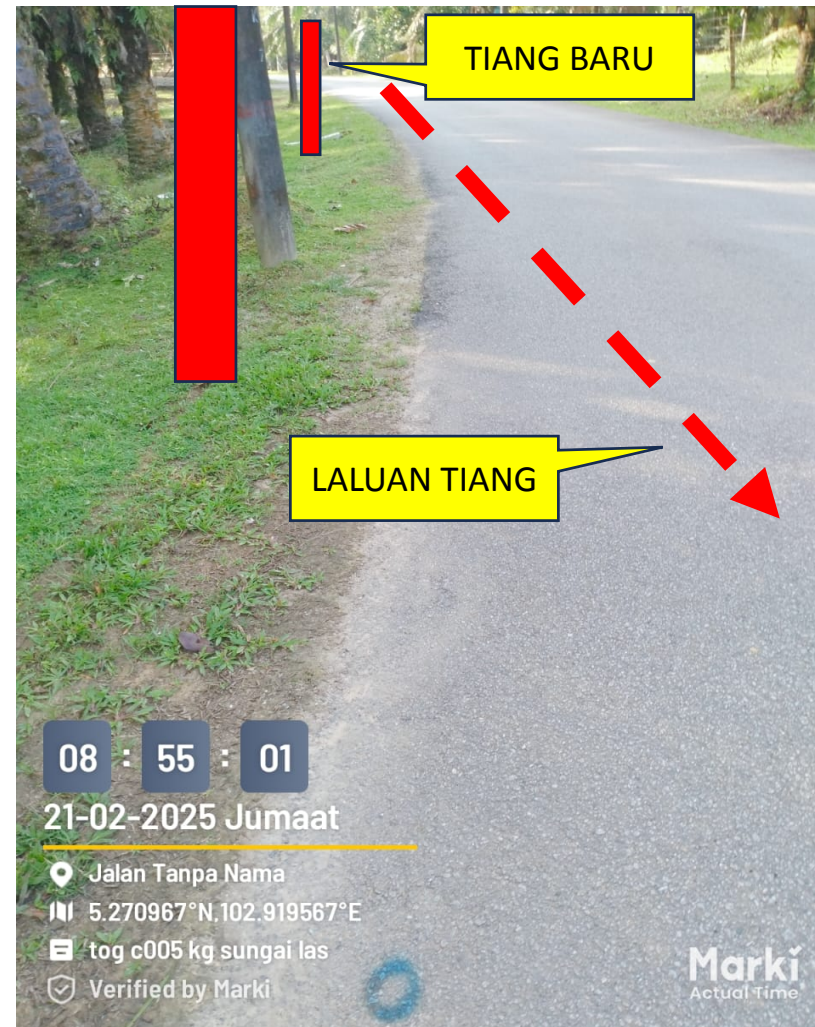 TIANG BARU
LALUAN TIANG
08 : 55 : 01
21-02-2025 Jumaat
Jalan Tanpa Nama
5.270967°N,102.919567°E
tog c005 kg sungai las
Verified by Marki
Marki
Actual Time